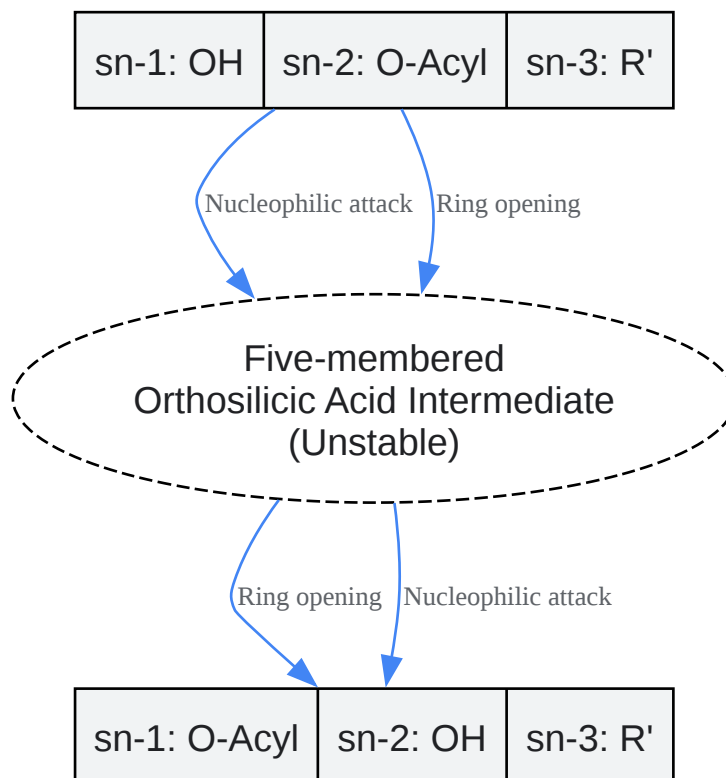 sn-1: OH sn-2: O-Acyl sn-3: R'
Nucleophilic attack Ring opening
Five-membered
Orthosilicic Acid Intermediate
(Unstable)
Ring opening Nucleophilic attack
sn-1: O-Acyl sn-2: OH sn-3: R'